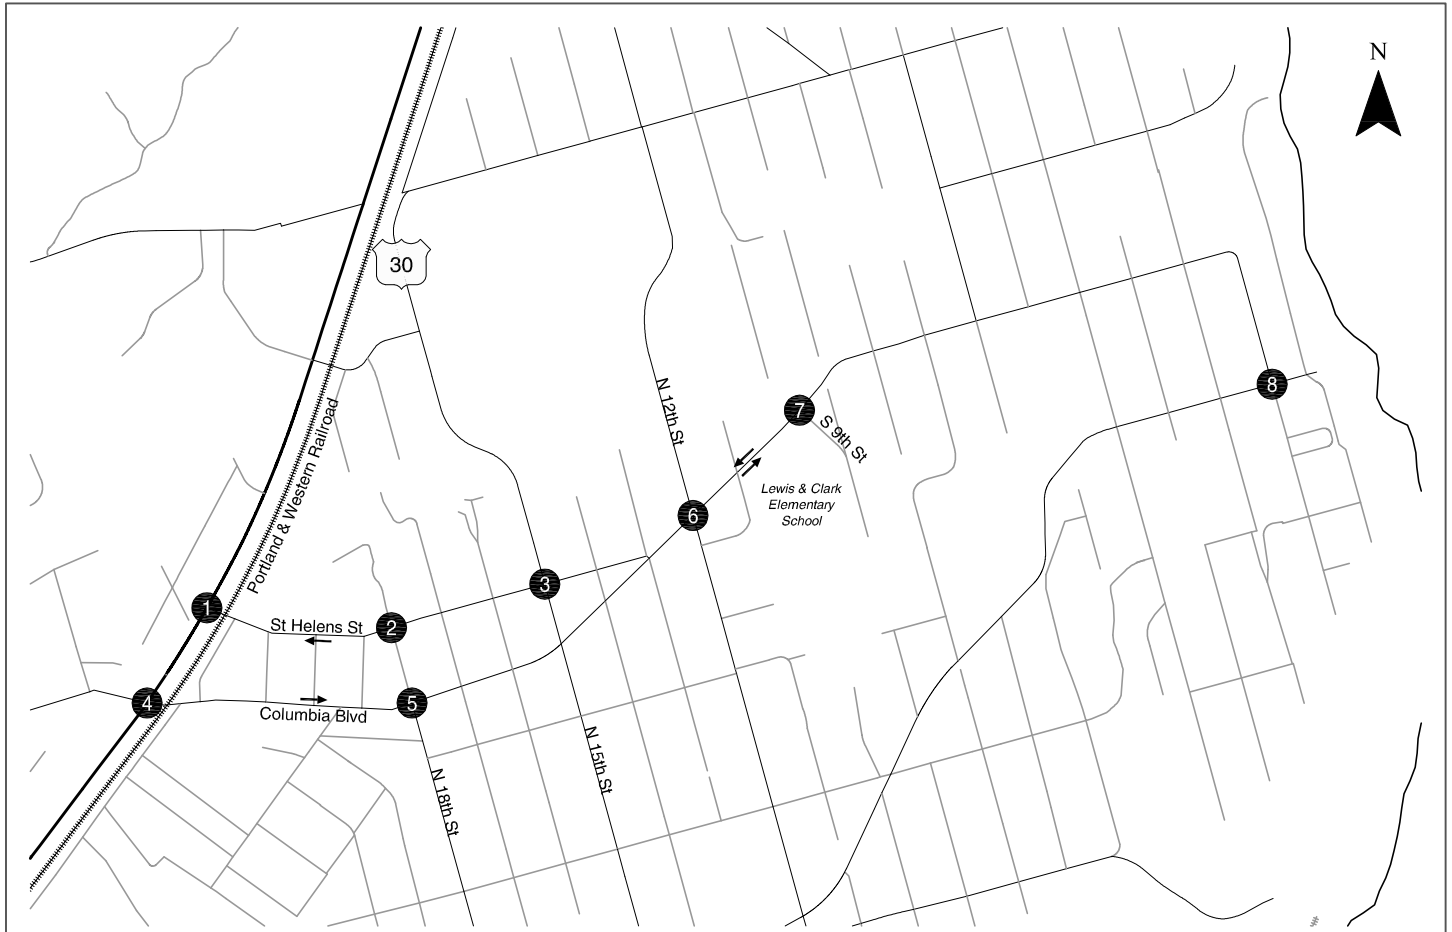 N
30
8
N 12th St
7
S 9th St
Portland & Western Railroad
Lewis & Clark
Elementary
School
6
3
1
St Helens St
2
4
5
Columbia Blvd
N 15th St
N 18th St